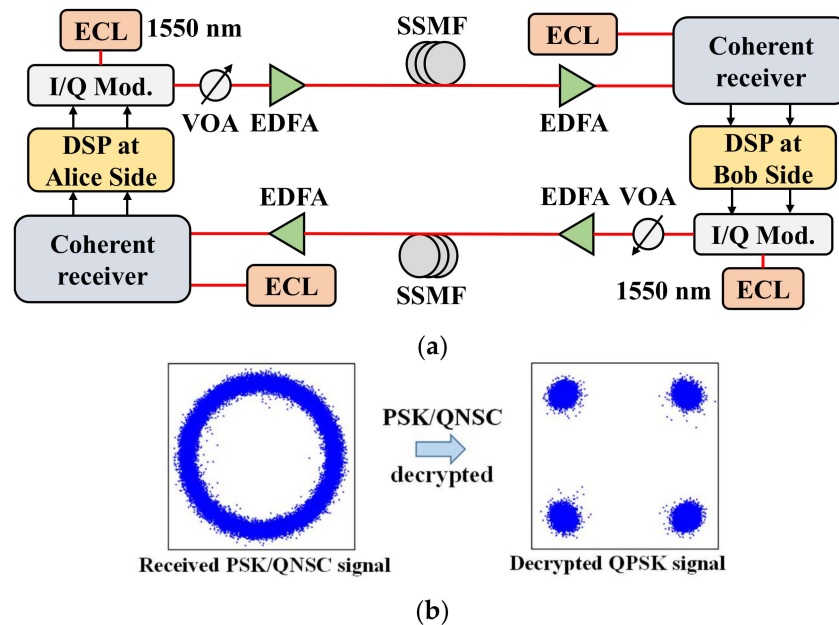 ECL 1550 nm
SSMF
ECL
Coherent
receiver
I/Q Mod.
VOA
EDFA
EDFA
DSP at
Alice Side
DSP at
Bob Side
EDFA
EDFA
VOA
Coherent
receiver
I/Q Mod.
ECL
SSMF
1550 nm
ECL
(a)
PSK/QNSC
decrypted
Received PSK/QNSC signal
Decrypted QPSK signal
(b)